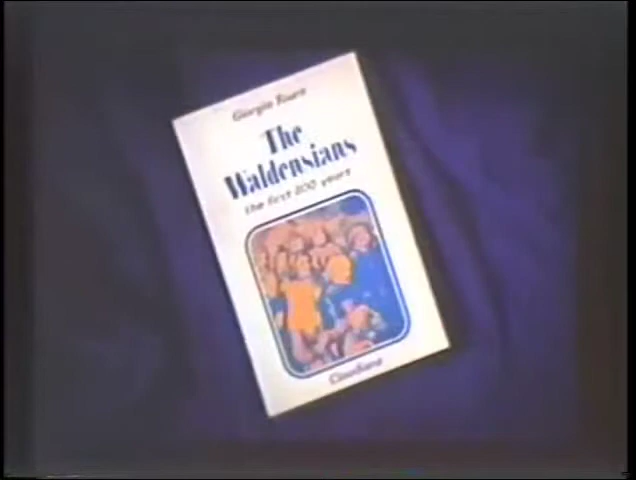 Giorgio Tourn
The
Waldensians
the first 800 years
Claudiana